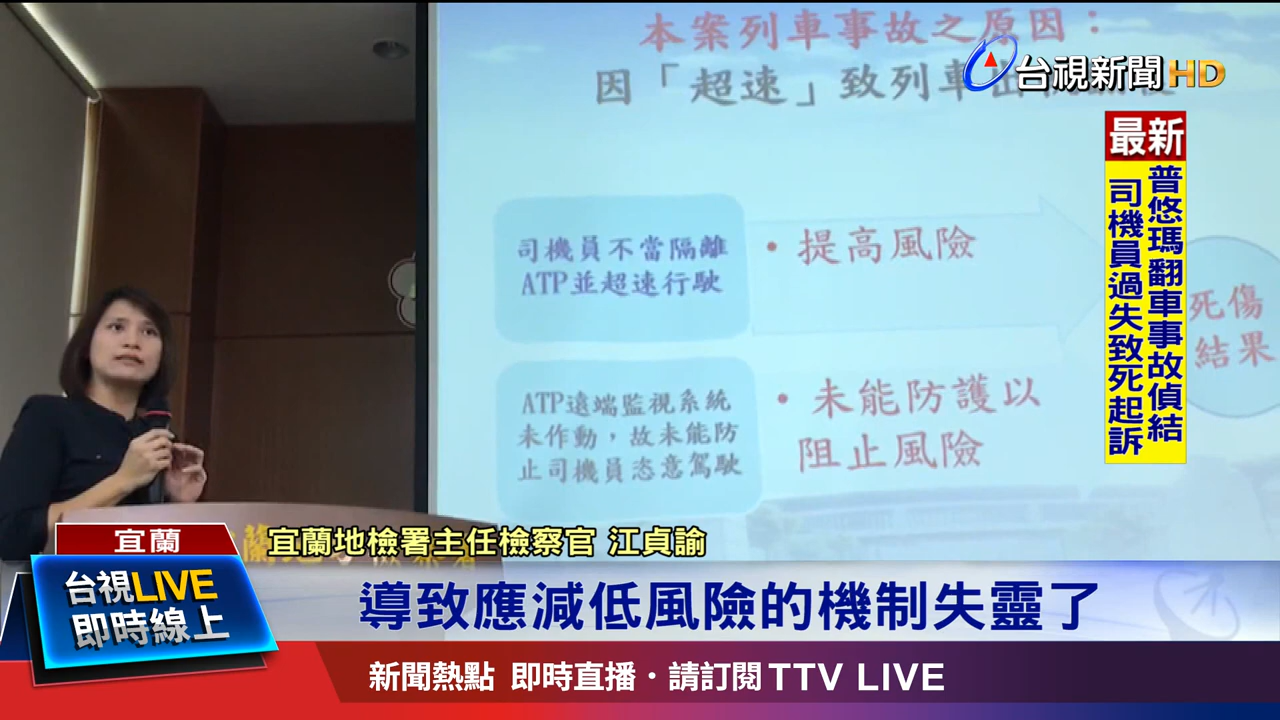 本案列車事故之原因：
因「超速」致列車出
台視新聞HD
最新
普悠瑪翻車事故偵結
司機員過失致死起訴
司機員不當隔離
ATP並超速行駛
• 提高風險
死傷
結果
ATP遠端監視系統
未作動，故未能防
止司機員恣意駕駛
• 未能防護以
阻止風險
宜蘭
宜蘭地檢署主任檢察官 江貞諭
台視LIVE
即時線上
導致應減低風險的機制失靈了
新聞熱點 即時直播·請訂閱TTV LIVE